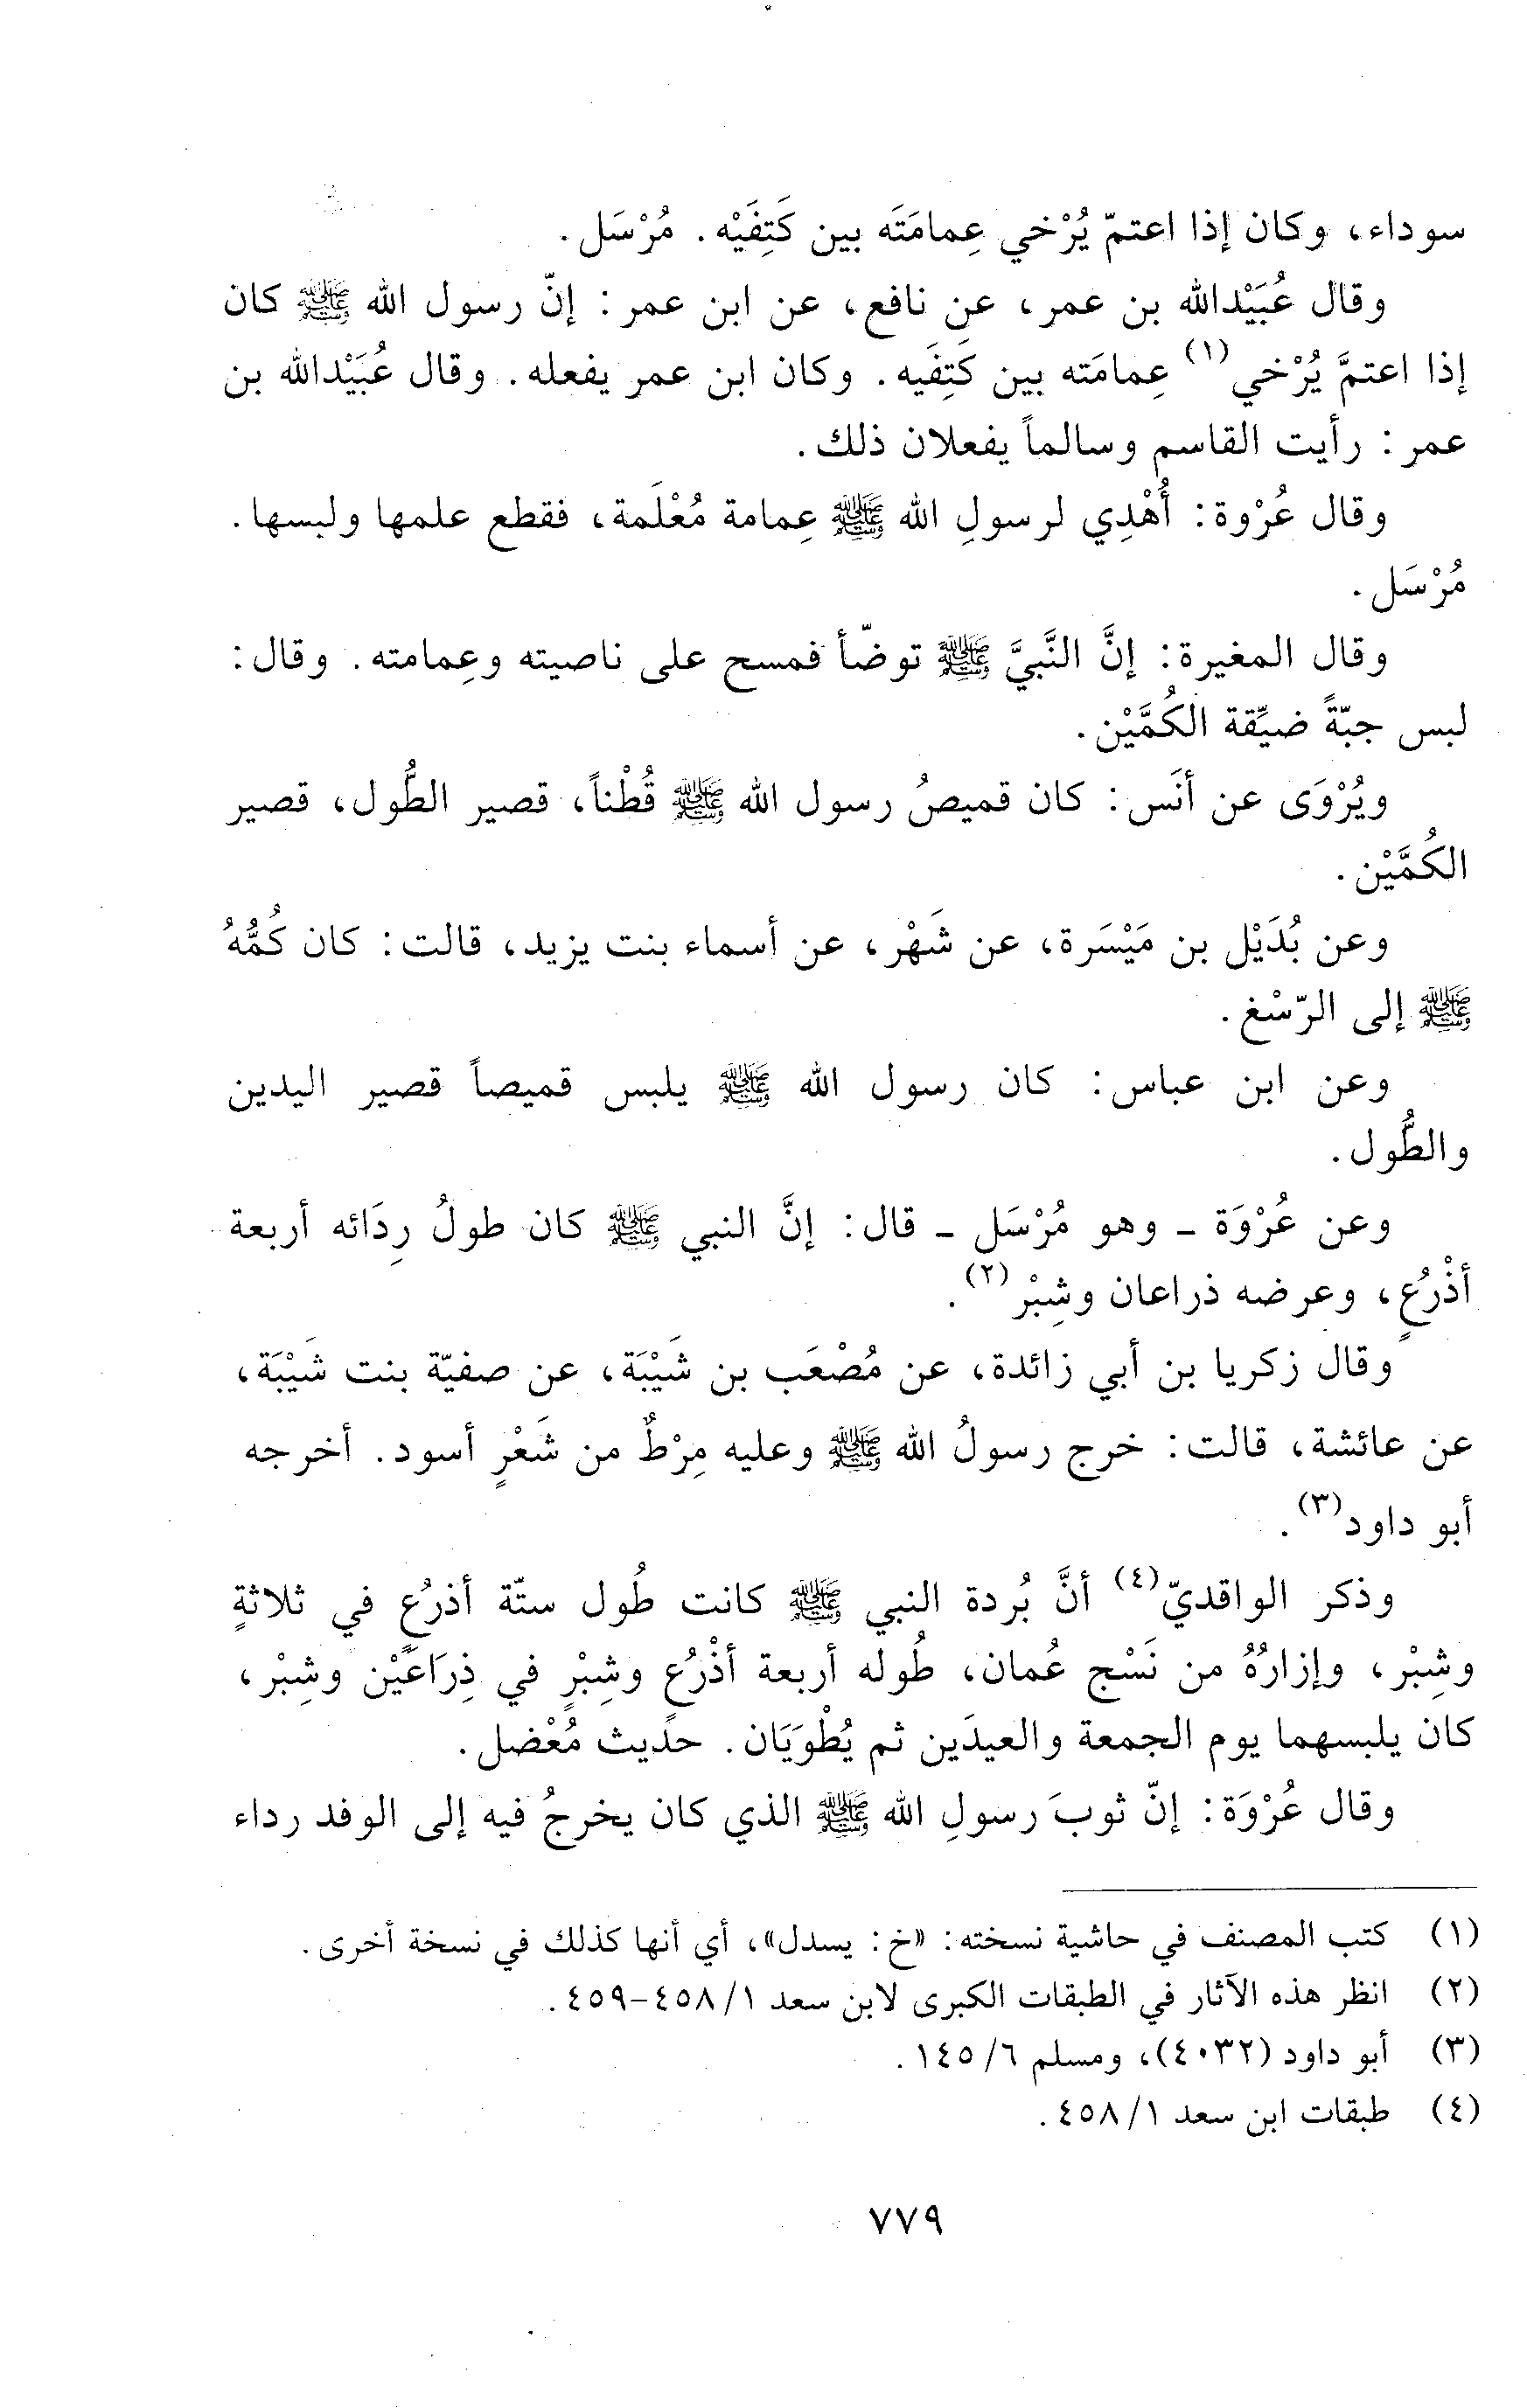 سوداء، وكان إذا اعتمّ يُرْخي عِمامَتَه بين كَتِفَيْه. مُرْسَل.
وقال عُبَيْدالله بن عمر، عن نافع، عن ابن عمر: إنّ رسول الله ﷺ كان
إذا اعتمَّ يُرْخي(١) عِمامَته بين كَتِفَيه. وكان ابن عمر يفعله. وقال عُبَيْدالله بن
عمر: رأيت القاسم وسالماً يفعلان ذلك.
وقال عُرْوة: أُهْدِي لرسولِ الله ﷺ عِمامة مُعْلَمة، فقطع علمها ولبسها.
مُرْسَل.
وقال المغيرة: إنَّ النَّبيَّ ﷺ توضّأ فمسح على ناصيته وعِمامته. وقال:
لبس جبّةً ضيِّقة الكُمَّيْن.
ويُرْوَى عن أنَس: كان قميصُ رسول الله ﷺ قُطْناً، قصير الطُّول، قصير
الكُمَّيْن.
وعن بُدَيْل بن مَيْسَرة، عن شَهْر، عن أسماء بنت يزيد، قالت: كان كُمُّهُ
ﷺ إلى الرّسْغ.
وعن ابن عباس: كان رسول الله ﷺ يلبس قميصاً قصير اليدين
والطُّول.
وعن عُرْوَة - وهو مُرْسَل - قال: إنَّ النبي ﷺ كان طولُ رِدَائه أربعة
أذْرُعٍ، وعرضه ذراعان وشِبْر(٢).
وقال زكريا بن أبي زائدة، عن مُصْعَب بن شَيْبَة، عن صفيّة بنت شَيْبَة،
عن عائشة، قالت: خرج رسولُ الله ﷺ وعليه مِرْطٌ من شَعْرٍ أسود. أخرجه
أبو داود(٣).
وذكر الواقديّ(٤) أنَّ بُردة النبي ﷺ كانت طُول ستّة أذرُعٍ في ثلاثةٍ
وشِبْر، وإزارُهُ من نَسْج عُمان، طُوله أربعة أذْرُعٍ وشِبْرٍ في ذِرَاعَيْن وشِبْر،
كان يلبسهما يوم الجمعة والعيدَين ثم يُطْوَيَان. حديث مُعْضل.
وقال عُرْوَة: إنّ ثوبَ رسولِ الله ﷺ الذي كان يخرجُ فيه إلى الوفد رداء
(١) كتب المصنف في حاشية نسخته: «خ: يسدل»، أي أنها كذلك في نسخة أخرى.
(٢) انظر هذه الآثار في الطبقات الكبرى لابن سعد ١/ ٤٥٨-٤٥٩.
(٣) أبو داود (٤٠٣٢)، ومسلم ٦/ ١٤٥.
(٤) طبقات ابن سعد ١/ ٤٥٨.
٧٧٩